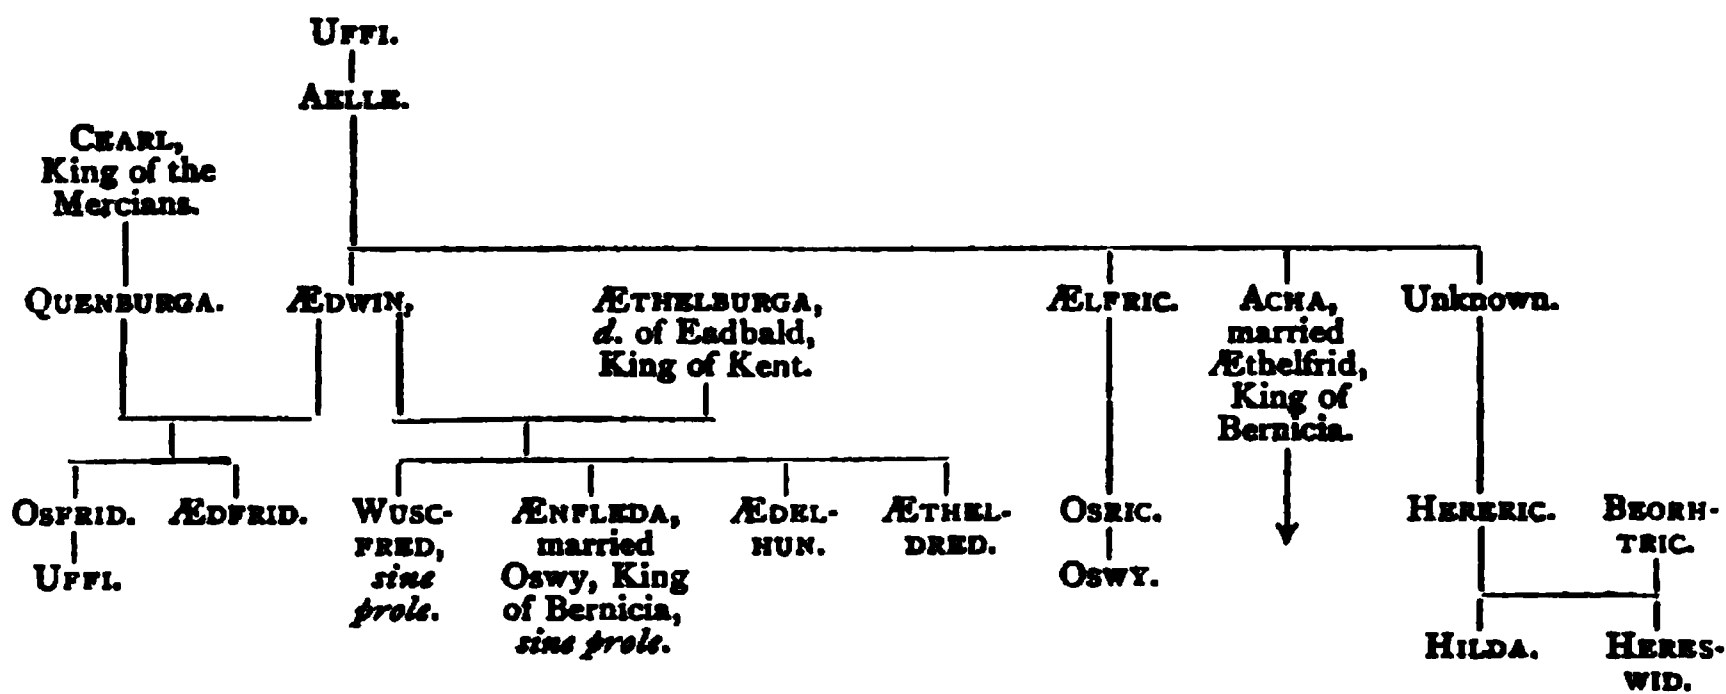 UFFI.
AELLE.
CEARL,
King of the
Mercians.
QUENBURGA.
ÆDWIN,
ÆTHELBURGA,
d. of Eadbald,
King of Kent.
ÆLFRIC.
ACHA,
married
Æthelfrid,
King of
Bernicia.
Unknown.
OSFRID.
ÆDFRID.
WUSC-
FRED,
sine
prole.
ÆNFLEDA,
married
Oswy, King
of Bernicia,
sine prole.
ÆDEL-
HUN.
ÆTHEL-
DRED.
OSRIC.
HERERIC.
BEORH-
TRIC.
UFFI.
OSWY.
HILDA.
HERES-
WID.